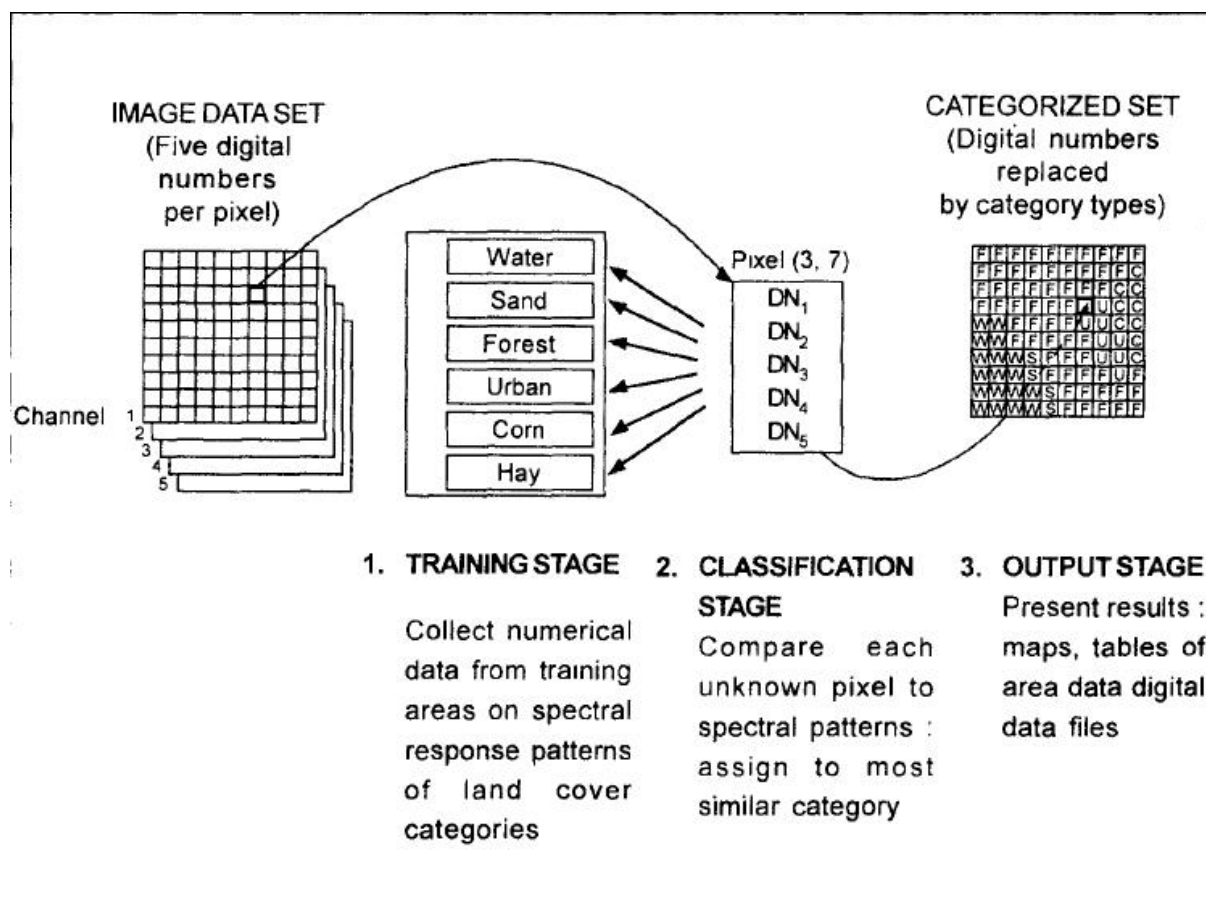 IMAGE DATA SET
(Five digital
numbers
per pixel)
Channel
1
2
3
4
5
Water
Sand
Forest
Urban
Corn
Hay
Pixel (3, 7)
DN1
DN2
DN3
DN4
DN5
CATEGORIZED SET
(Digital numbers
replaced
by category types)
F F F F F F F F F F
F F F F F F F F F C
F F F F F F F F C C
F F F F F F U C C
W W F F F F U U C C
W W F F F F F U U C
W W W S F F F U U C
W W W S F F F F U F
W W W W S F F F F F
W W W W S F F F F F
1. TRAINING STAGE
Collect numerical
data from training
areas on spectral
response patterns
of land cover
categories
2. CLASSIFICATION
STAGE
Compare each
unknown pixel to
spectral patterns :
assign to most
similar category
3. OUTPUT STAGE
Present results :
maps, tables of
area data digital
data files